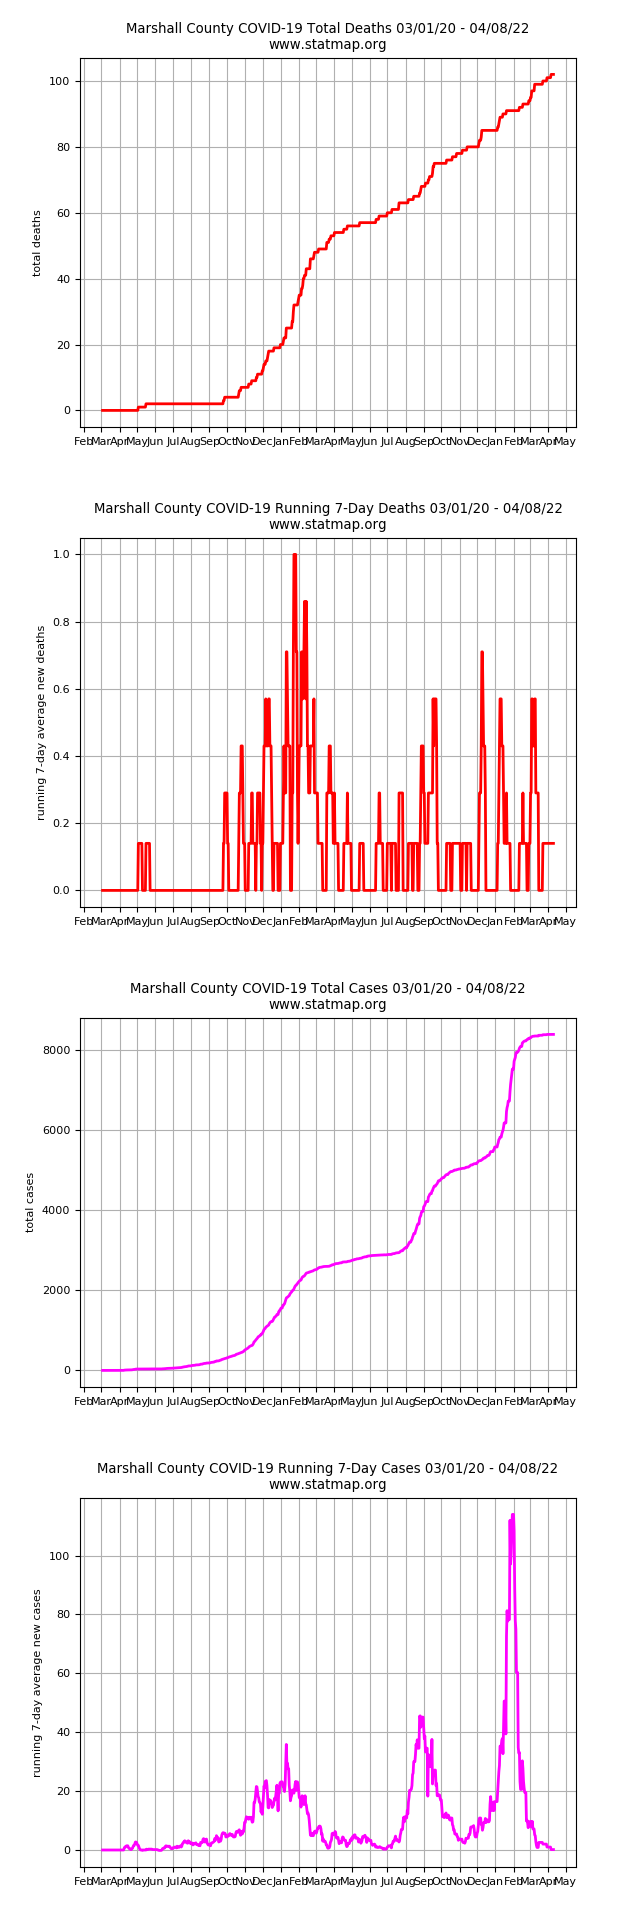 Marshall County COVID-19 Total Deaths 03/01/20 - 04/08/22
www.statmap.org
100
80
60
40
20
0
total deaths
Feb Mar Apr May Jun Jul Aug Sep Oct Nov Dec Jan Feb Mar Apr May Jun Jul Aug Sep Oct Nov Dec Jan Feb Mar Apr May
Marshall County COVID-19 Running 7-Day Deaths 03/01/20 - 04/08/22
www.statmap.org
1.0
0.8
0.6
0.4
0.2
0.0
running 7-day average new deaths
Feb Mar Apr May Jun Jul Aug Sep Oct Nov Dec Jan Feb Mar Apr May Jun Jul Aug Sep Oct Nov Dec Jan Feb Mar Apr May
Marshall County COVID-19 Total Cases 03/01/20 - 04/08/22
www.statmap.org
8000
6000
4000
2000
0
total cases
Feb Mar Apr May Jun Jul Aug Sep Oct Nov Dec Jan Feb Mar Apr May Jun Jul Aug Sep Oct Nov Dec Jan Feb Mar Apr May
Marshall County COVID-19 Running 7-Day Cases 03/01/20 - 04/08/22
www.statmap.org
100
80
60
40
20
0
running 7-day average new cases
Feb Mar Apr May Jun Jul Aug Sep Oct Nov Dec Jan Feb Mar Apr May Jun Jul Aug Sep Oct Nov Dec Jan Feb Mar Apr May